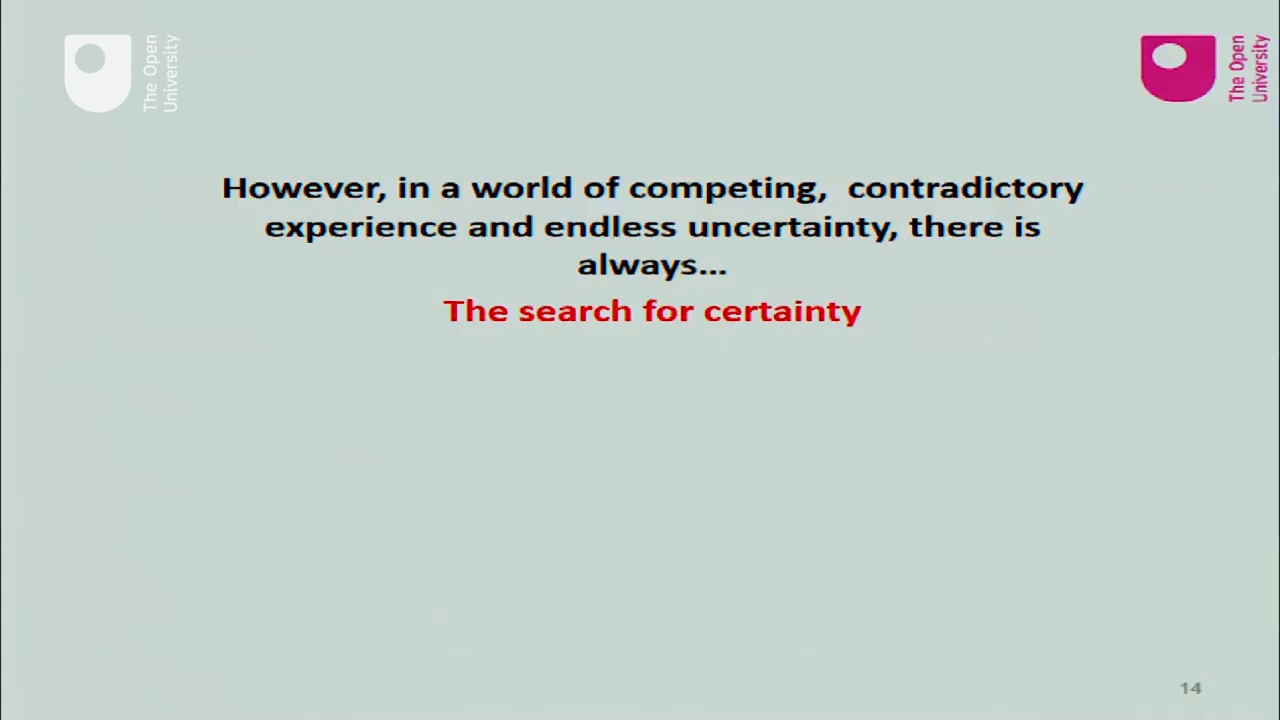 The Open
University
The Open
University
However, in a world of competing,  contradictory
experience and endless uncertainty, there is
always...
The search for certainty
14